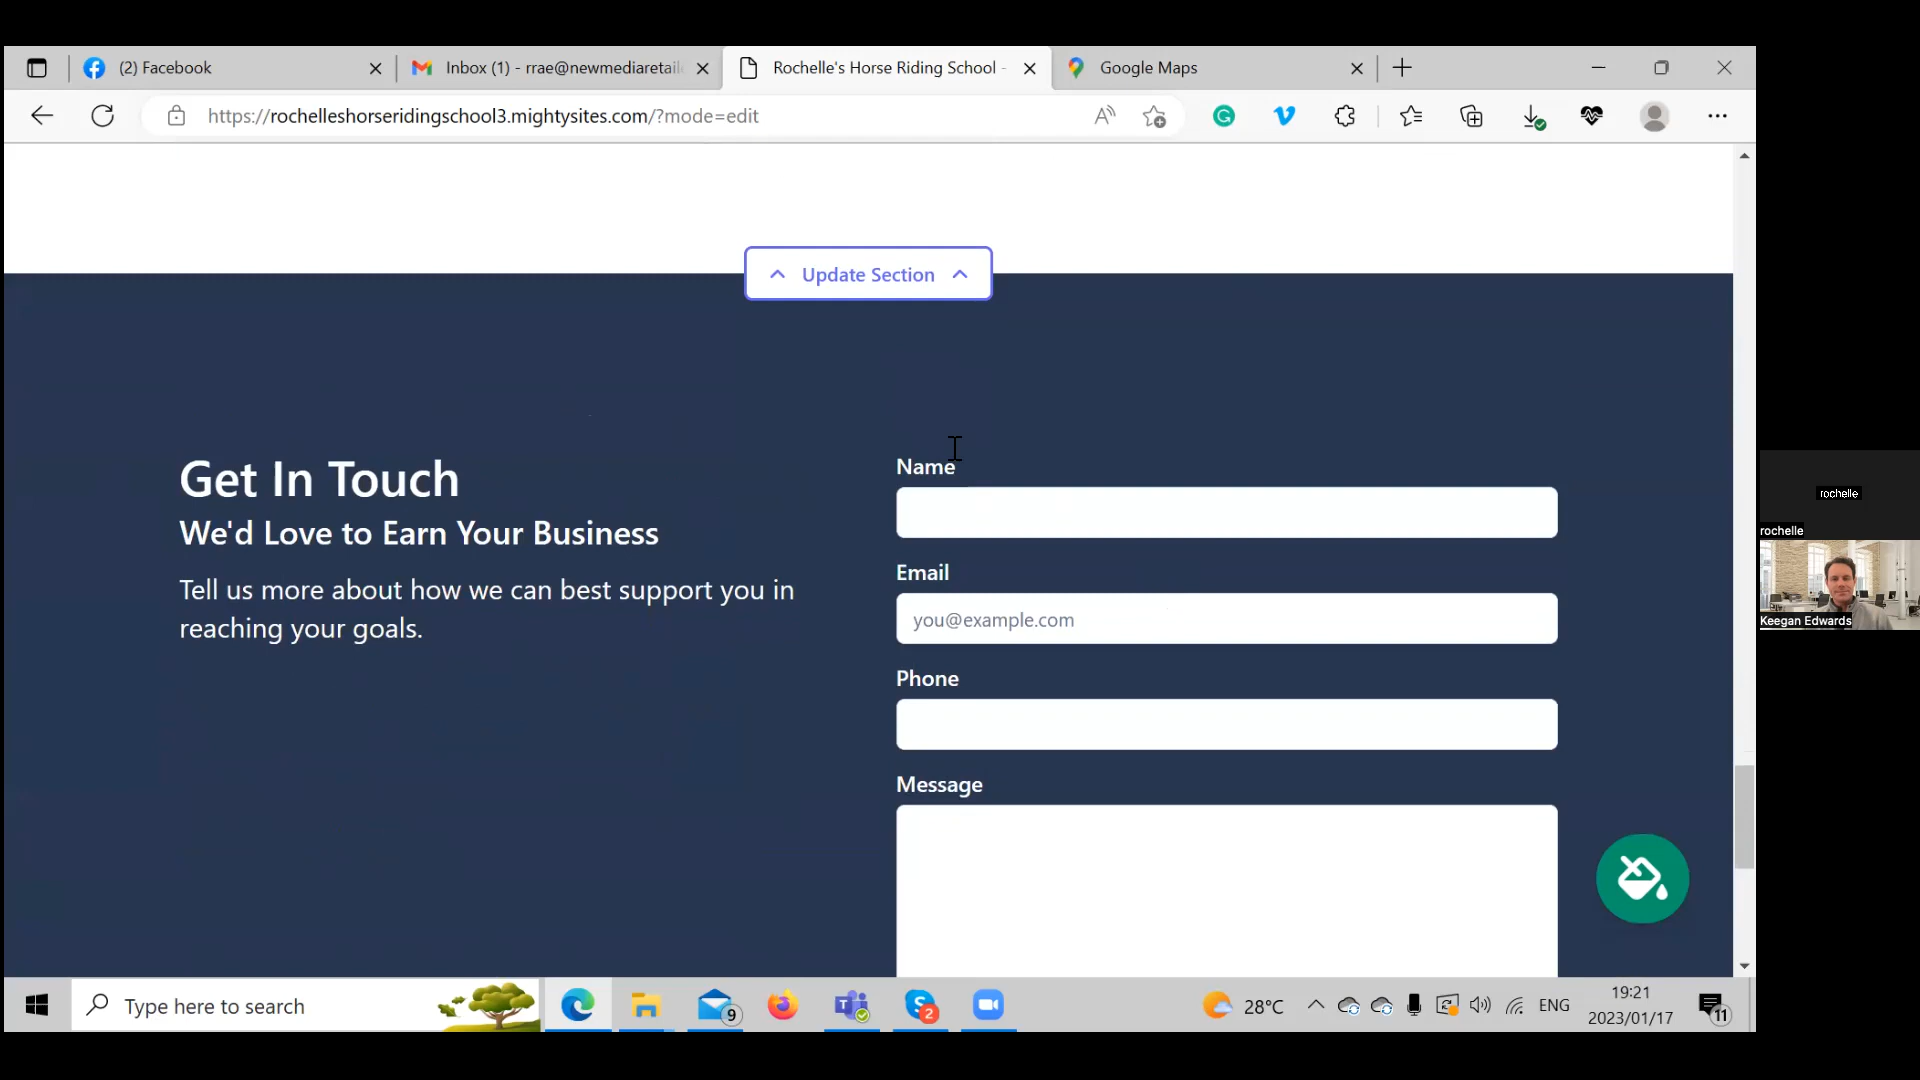 (2) Facebook
Inbox (1) - rrae@newmediaretail
Rochelle's Horse Riding School -
Google Maps
https://rochelleshorseridingschool3.mightysites.com/?mode=edit
Update Section
Get In Touch
We'd Love to Earn Your Business
Tell us more about how we can best support you in
reaching your goals.
Name
Email
you@example.com
Phone
Message
rochelle
rochelle
Keegan Edwards
Type here to search
9
2
28°C
ENG
19:21
2023/01/17
11